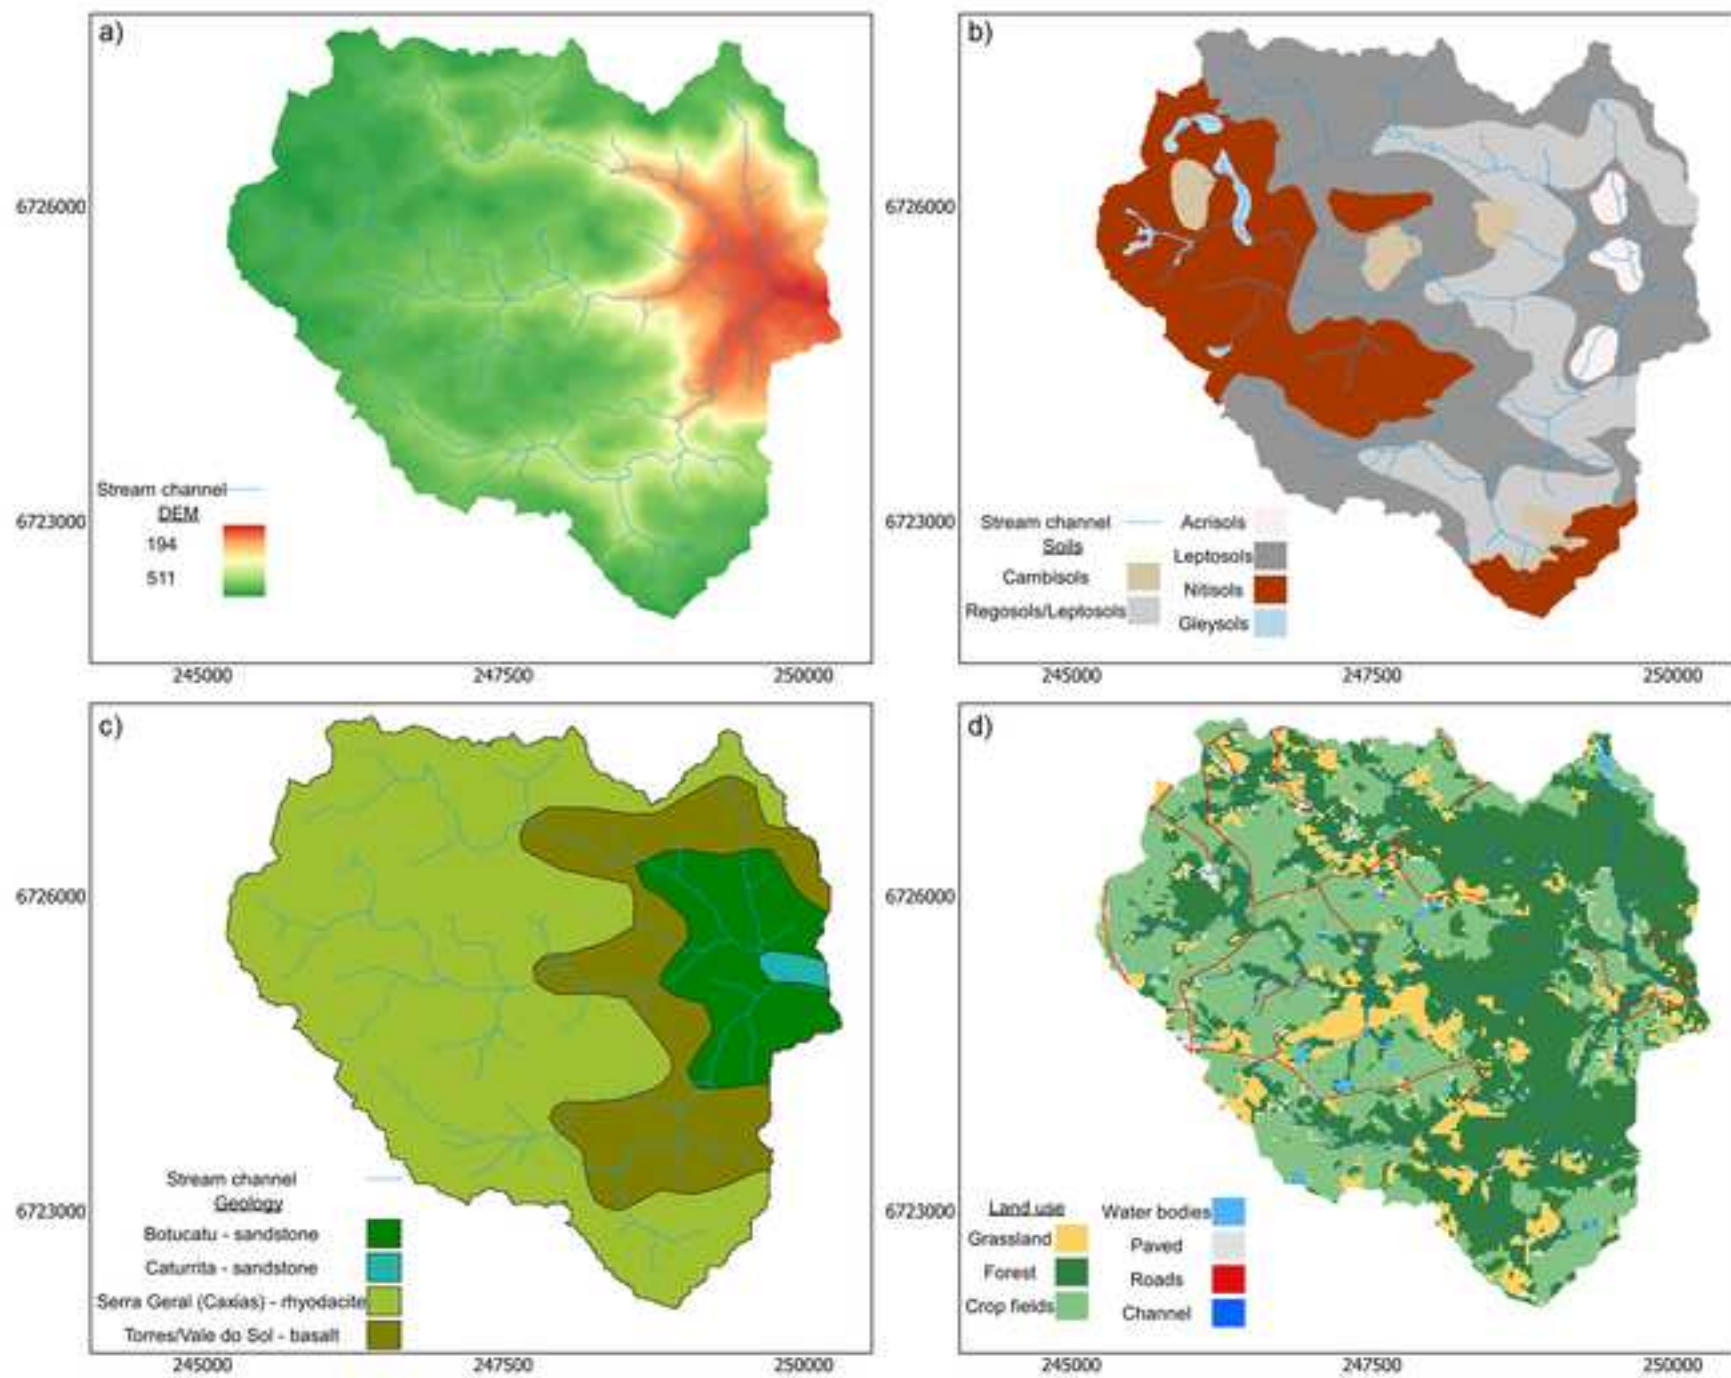 a)
6726000
6723000
Stream channel
DEM
194
511
245000 247500 250000
b)
6726000
6723000
Stream channel
Soils
Cambisols
Regosols/Leptosols
Acrisols
Leptosols
Nitisols
Gleysols
245000 247500 250000
c)
6726000
6723000
Stream channel
Geology
Botucatu - sandstone
Caturrita - sandstone
Serra Geral (Caxias) - rhyodacite
Torres/Vale do Sol - basalt
245000 247500 250000
d)
6726000
6723000
Land use
Grassland
Forest
Crop fields
Water bodies
Paved
Roads
Channel
245000 247500 250000